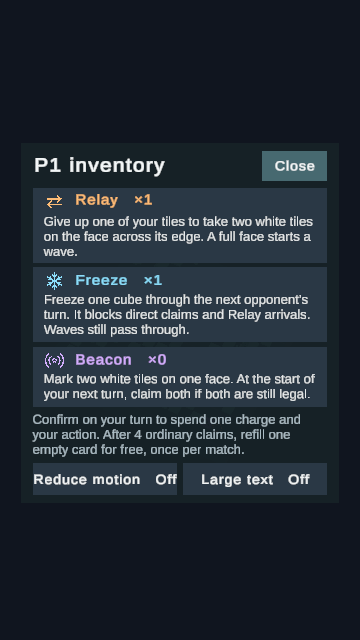 P1 inventory Close
Relay ×1
Give up one of your tiles to take two white tiles
on the face across its edge. A full face starts a
wave.
Freeze ×1
Freeze one cube through the next opponent's
turn. It blocks direct claims and Relay arrivals.
Waves still pass through.
Beacon ×0
Mark two white tiles on one face. At the start of
your next turn, claim both if both are still legal.
Confirm on your turn to spend one charge and
your action. After 4 ordinary claims, refill one
empty card for free, once per match.
Reduce motion Off Large text Off